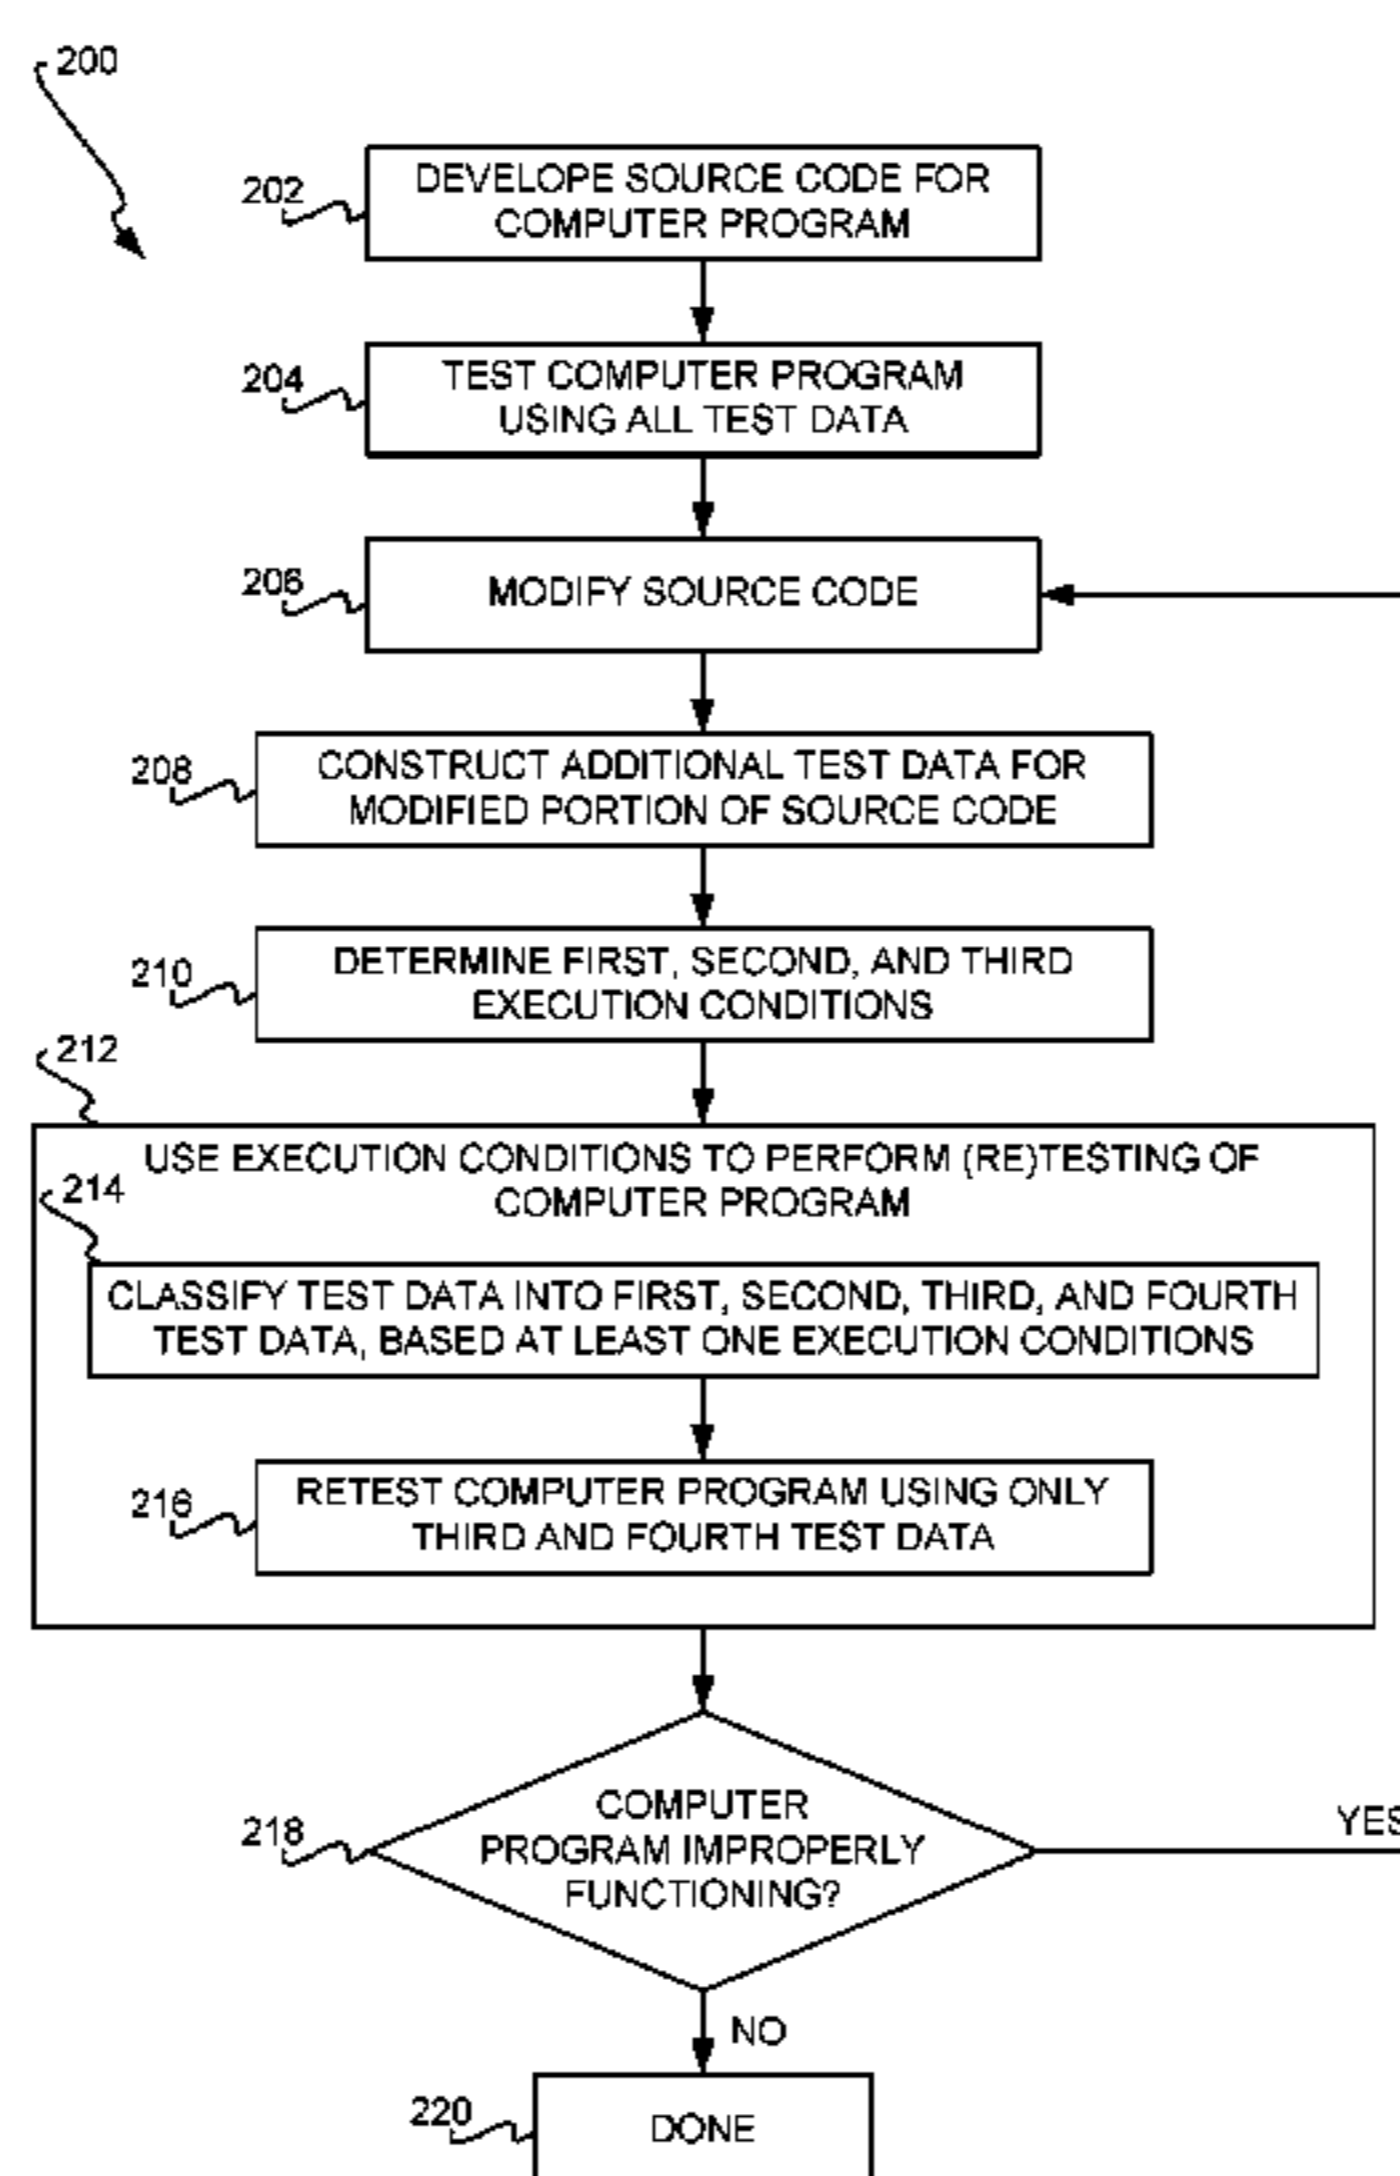 200
202
DEVELOPE SOURCE CODE FOR
COMPUTER PROGRAM
204
TEST COMPUTER PROGRAM
USING ALL TEST DATA
206
MODIFY SOURCE CODE
208
CONSTRUCT ADDITIONAL TEST DATA FOR
MODIFIED PORTION OF SOURCE CODE
210
DETERMINE FIRST, SECOND, AND THIRD
EXECUTION CONDITIONS
212
USE EXECUTION CONDITIONS TO PERFORM (RE)TESTING OF
COMPUTER PROGRAM
214
CLASSIFY TEST DATA INTO FIRST, SECOND, THIRD, AND FOURTH
TEST DATA, BASED AT LEAST ONE EXECUTION CONDITIONS
216
RETEST COMPUTER PROGRAM USING ONLY
THIRD AND FOURTH TEST DATA
218
COMPUTER
PROGRAM IMPROPERLY
FUNCTIONING?
YES
NO
220
DONE